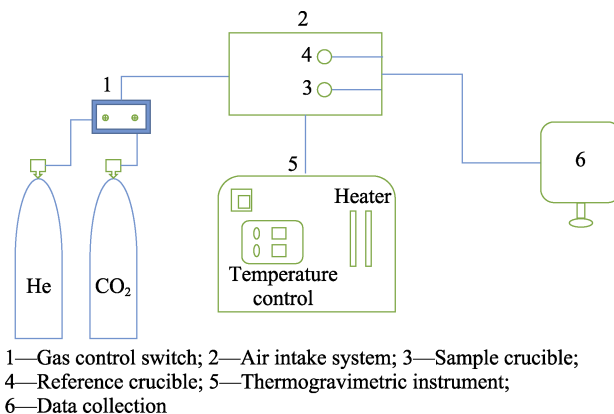 2
4
3
1
5
6
Heater
He
CO₂
Temperature
control
1—Gas control switch; 2—Air intake system; 3—Sample crucible;
4—Reference crucible; 5—Thermogravimetric instrument;
6—Data collection